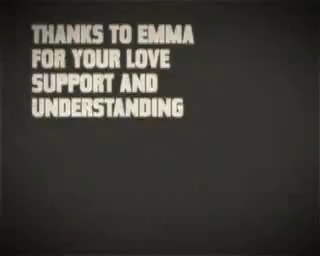 THANKS TO EMMA
FOR YOUR LOVE
SUPPORT AND
UNDERSTANDING